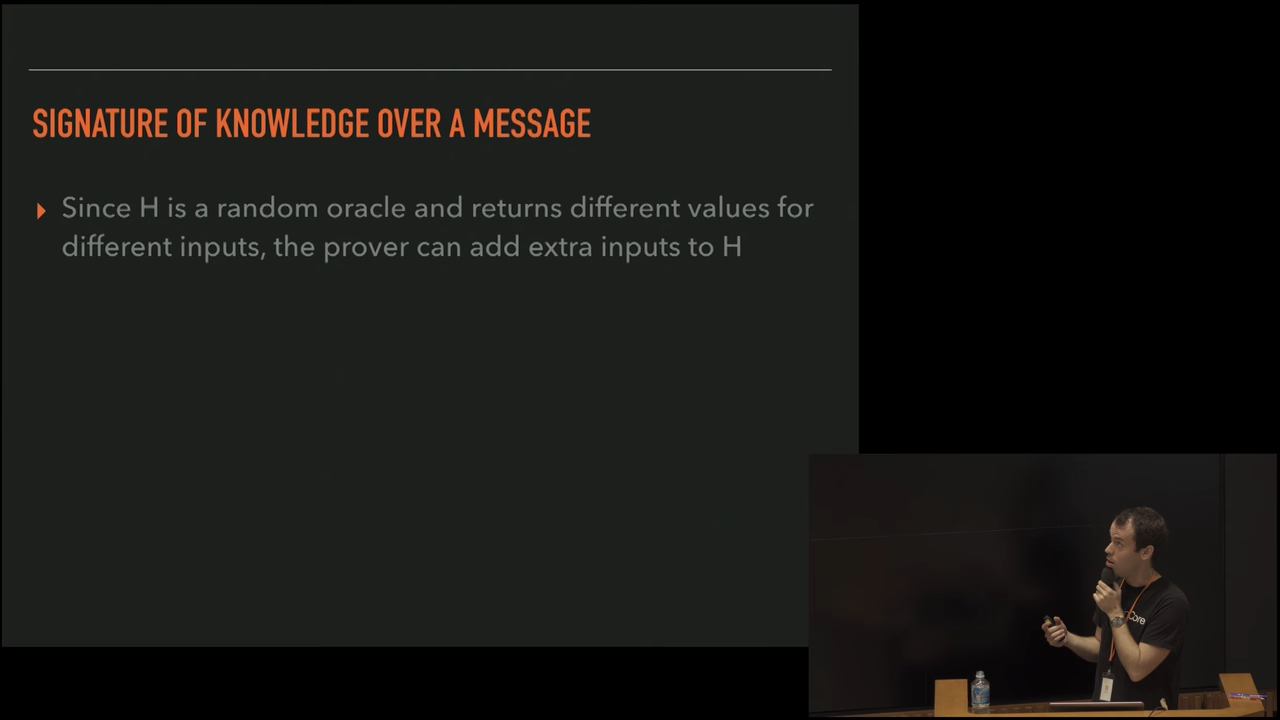 SIGNATURE OF KNOWLEDGE OVER A MESSAGE
Since H is a random oracle and returns different values for
different inputs, the prover can add extra inputs to H
Core